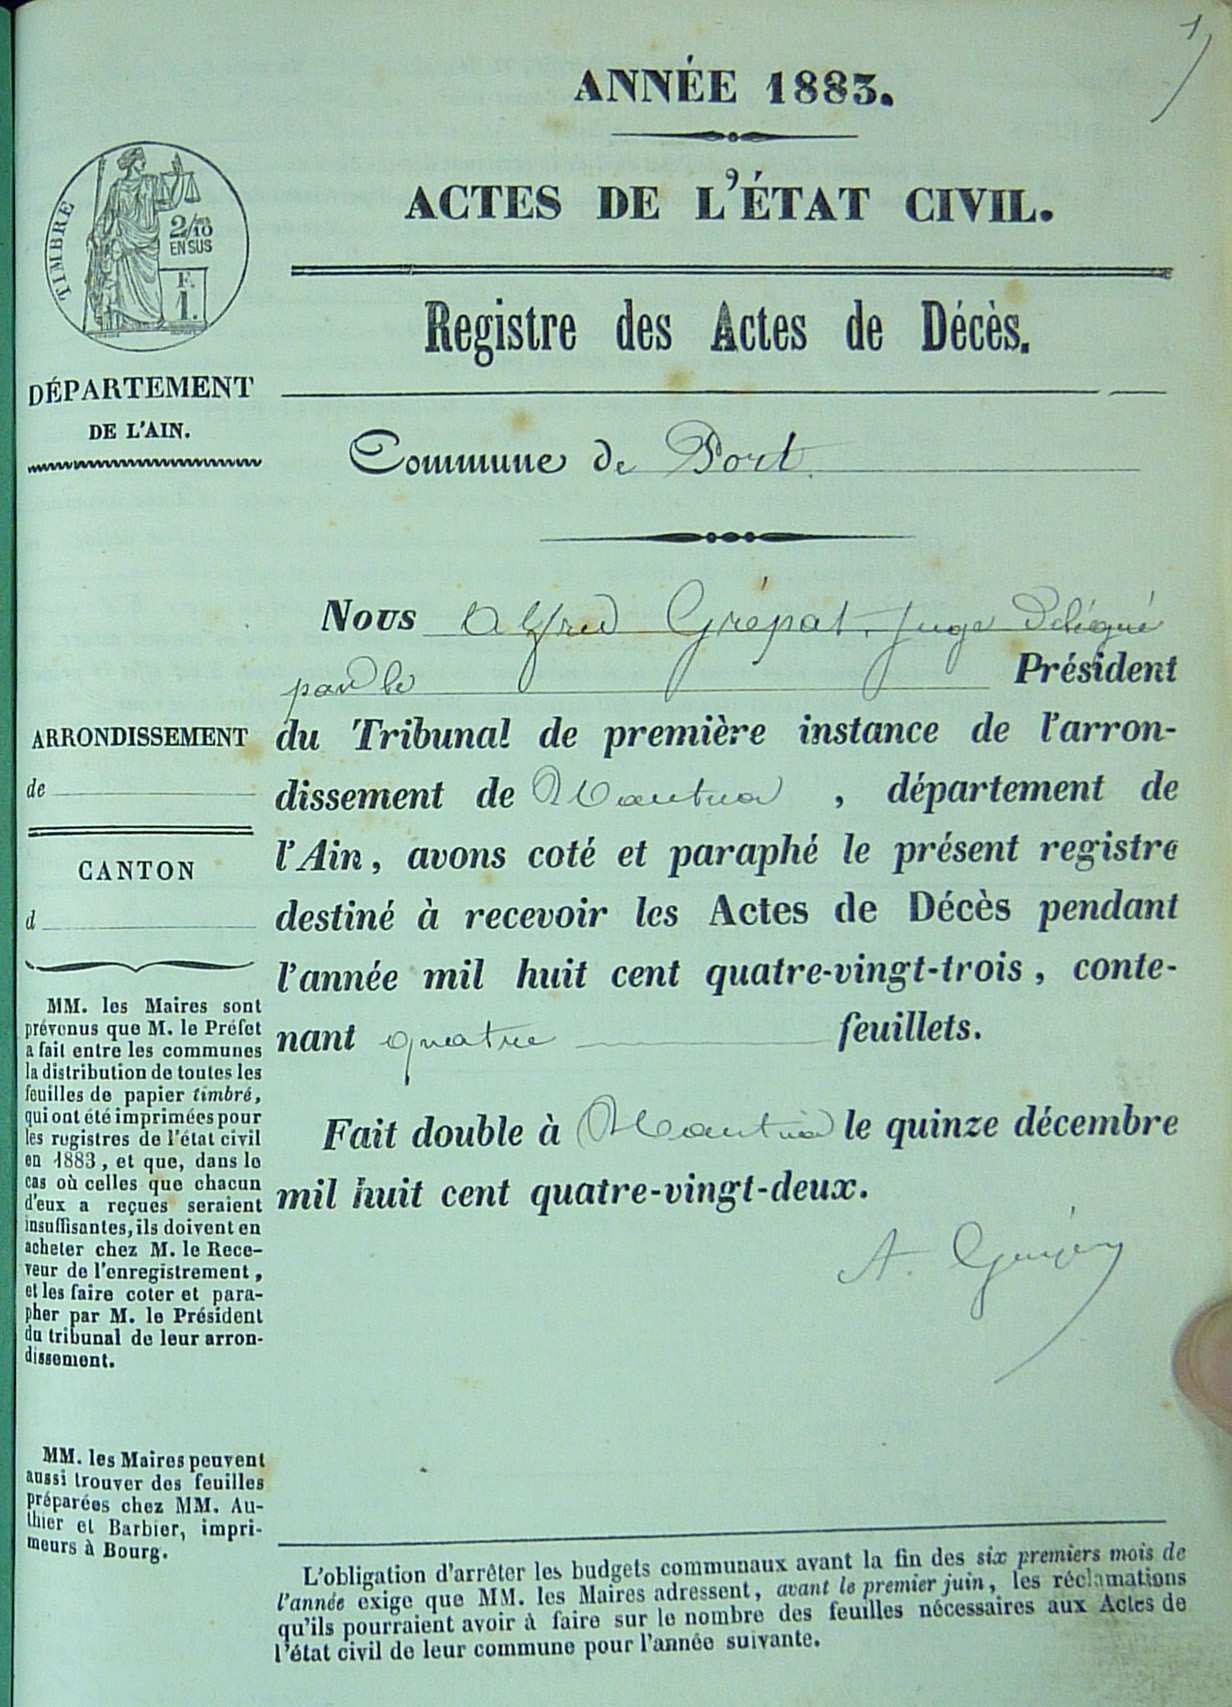 1
ANNÉE 1883.
ACTES DE L'ÉTAT CIVIL.
TIMBRE
2/10
EN SUS
F.
1.
Registre des Actes de Décès.
DÉPARTEMENT
DE L'AIN.
Commune de Port.
Nous Alfred Grépat, Juge Délégué
par le Président
du Tribunal de première instance de l'arron-
dissement de Nantua, département de
l'Ain, avons coté et paraphé le présent registre
destiné à recevoir les Actes de Décès pendant
l'année mil huit cent quatre-vingt-trois, conte-
nant quatre feuillets.
Fait double à Nantua le quinze décembre
mil huit cent quatre-vingt-deux.
A.
ARRONDISSEMENT
de
CANTON
d
MM. les Maires sont
prévenus que M. le Préfet
a fait entre les communes
la distribution de toutes les
feuilles de papier timbré,
qui ont été imprimées pour
les registres de l'état civil
en 1883, et que, dans le
cas où celles que chacun
d'eux a reçues seraient
insuffisantes, ils doivent en
acheter chez M. le Rece-
veur de l'enregistrement,
et les faire coter et para-
pher par M. le Président
du tribunal de leur arron-
dissement.
MM. les Maires peuvent
aussi trouver des feuilles
préparées chez MM. Au-
thier et Barbier, impri-
meurs à Bourg.
L'obligation d'arrêter les budgets communaux avant la fin des six premiers mois de
l'année exige que MM. les Maires adressent, avant le premier juin, les réclamations
qu'ils pourraient avoir à faire sur le nombre des feuilles nécessaires aux Actes de
l'état civil de leur commune pour l'année suivante.